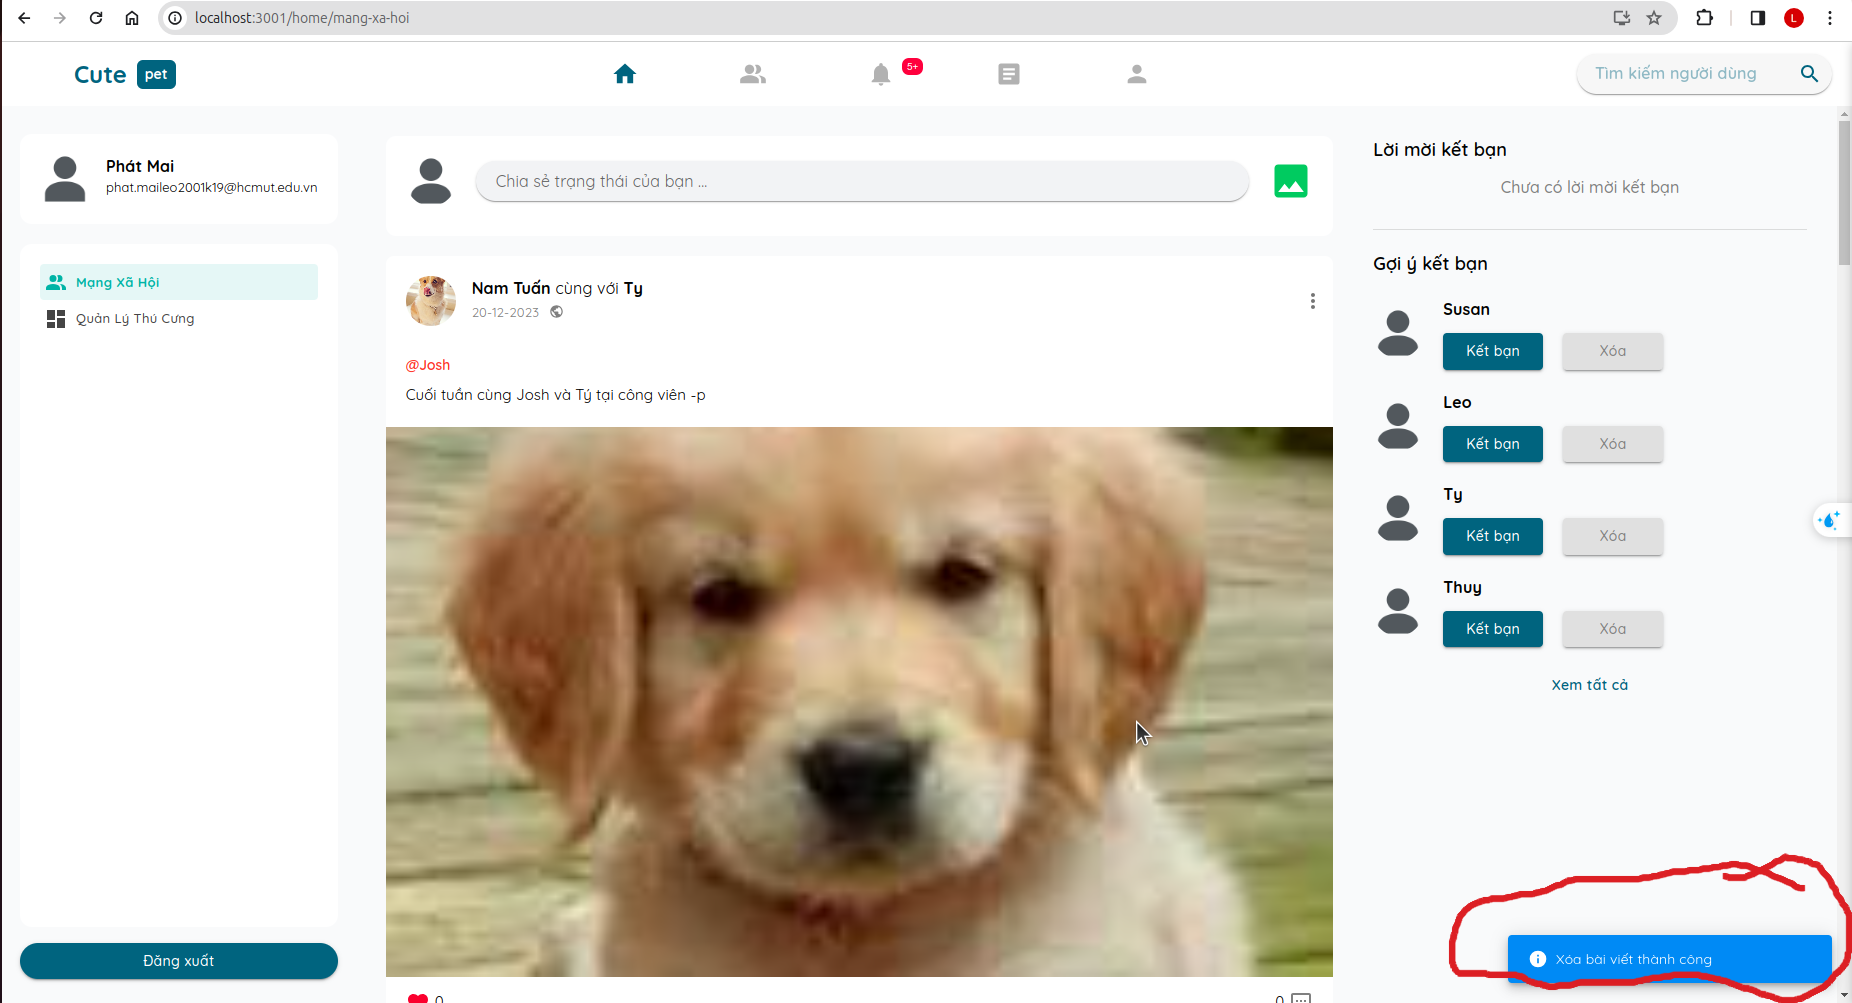 localhost:3001/home/mang-xa-hoi
L
Cute pet
5+
Tìm kiếm người dùng
Phát Mai
phat.maileo2001k19@hcmut.edu.vn
Mạng Xã Hội
Quản Lý Thú Cưng
Đăng xuất
Chia sẻ trạng thái của bạn ...
Nam Tuấn cùng với Ty
20-12-2023
@Josh
Cuối tuần cùng Josh và Tý tại công viên -p
0
0
Lời mời kết bạn
Chưa có lời mời kết bạn
Gợi ý kết bạn
Susan
Kết bạn Xóa
Leo
Kết bạn Xóa
Ty
Kết bạn Xóa
Thuy
Kết bạn Xóa
Xem tất cả
Xóa bài viết thành công